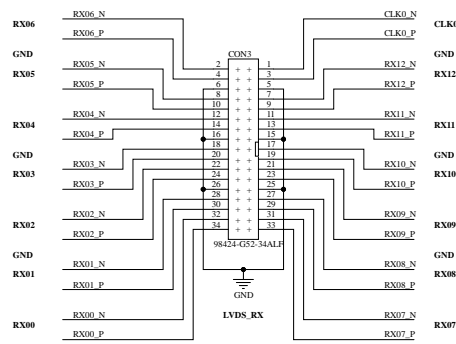 RX06_N CLK0_N
RX06 CLK0
RX06_P CLK0_P
GND CON3 GND
RX05_N 2 1 RX12_N
RX05 4 3 RX12
RX05_P 6 5 RX12_P
8 7
10 9
RX04_N 12 11 RX11_N
RX04 14 13 RX11
RX04_P 16 15 RX11_P
18 17
GND 20 19 GND
RX03_N 22 21 RX10_N
RX03 24 23 RX10
RX03_P 26 25 RX10_P
28 27
30 29
RX02_N 32 31 RX09_N
RX02 34 33 RX09
RX02_P RX09_P
98424-G52-34ALF
GND GND
RX01_N RX08_N
RX01 RX08
RX01_P RX08_P
GND
LVDS_RX
RX00_N RX07_N
RX00 RX07
RX00_P RX07_P